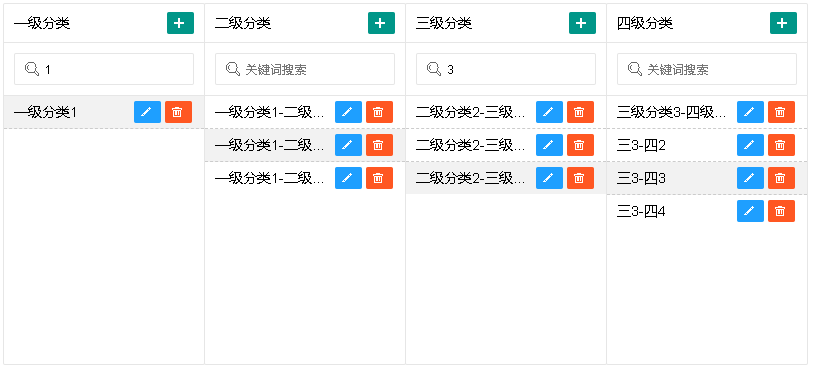 一级分类
二级分类
三级分类
四级分类
1
关键词搜索
3
关键词搜索
一级分类1
一级分类1-二级...
二级分类2-三级...
三级分类3-四级...
一级分类1-二级...
二级分类2-三级...
三3-四2
一级分类1-二级...
二级分类2-三级...
三3-四3
三3-四4